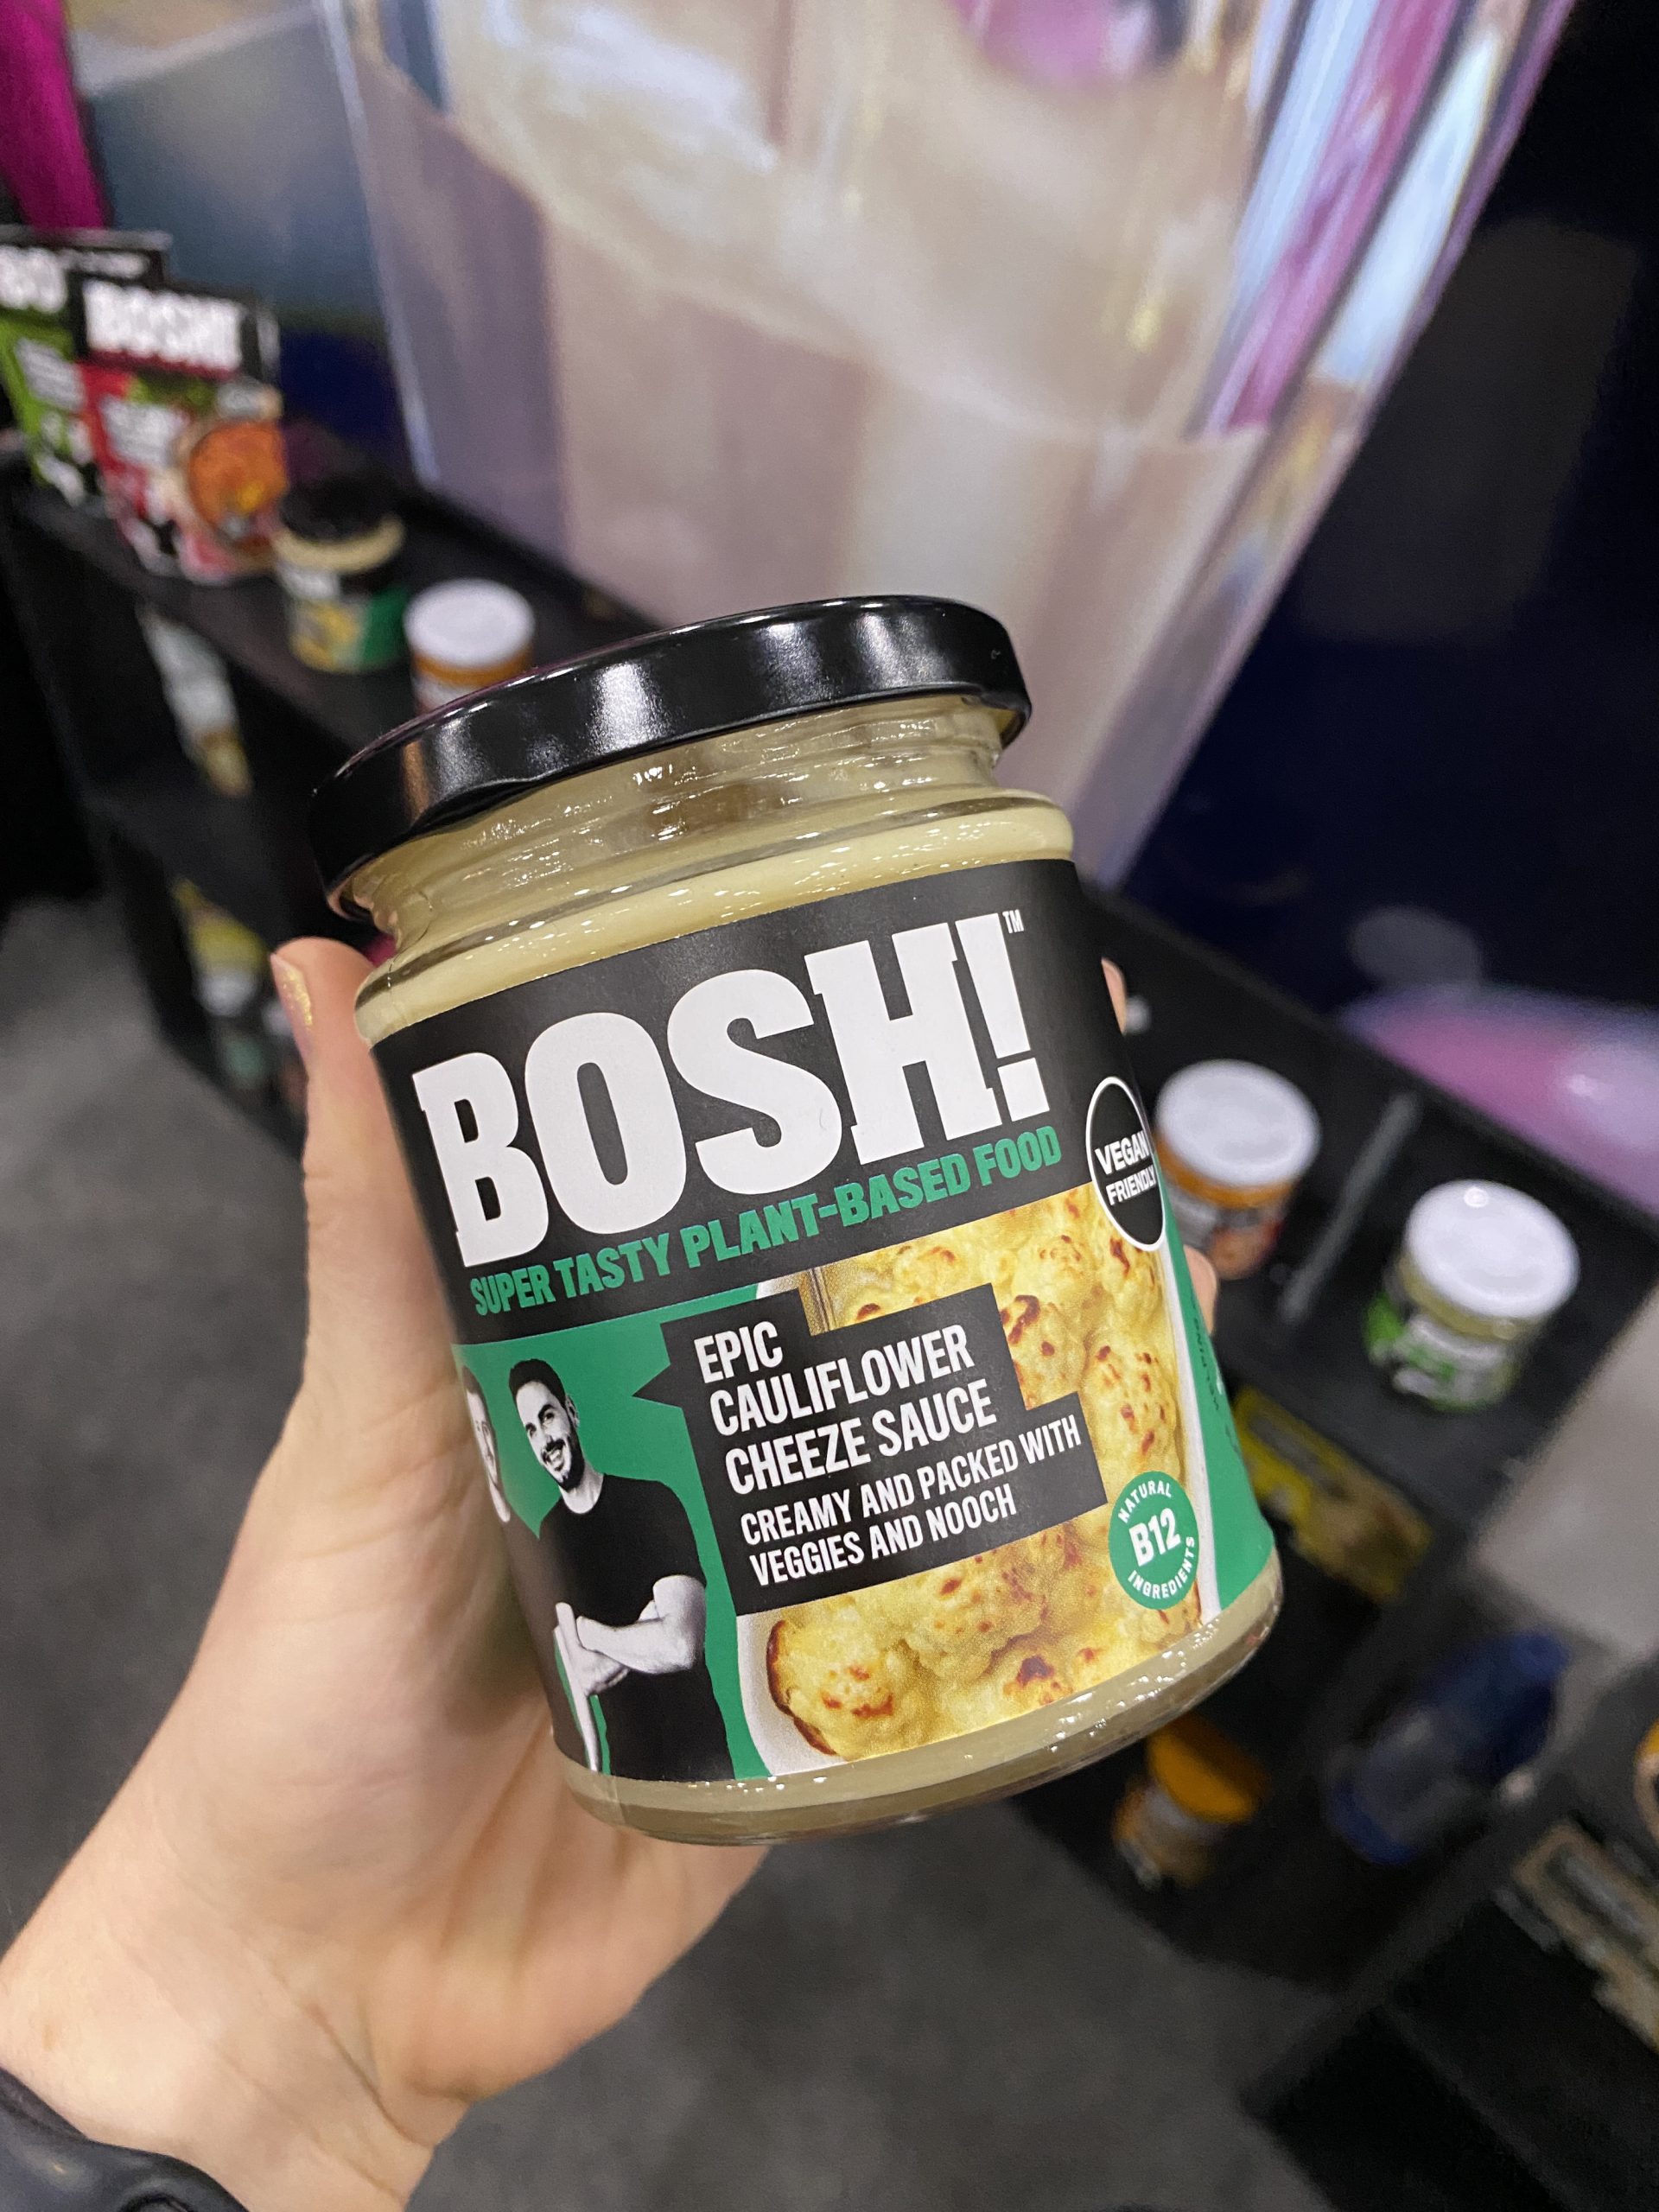 BOSH!
BOSH!™
SUPER TASTY PLANT-BASED FOOD
VEGAN
FRIENDLY
EPIC
CAULIFLOWER
CHEEZE SAUCE
CREAMY AND PACKED WITH
VEGGIES AND NOOCH
NATURAL
B12
INGREDIENTS